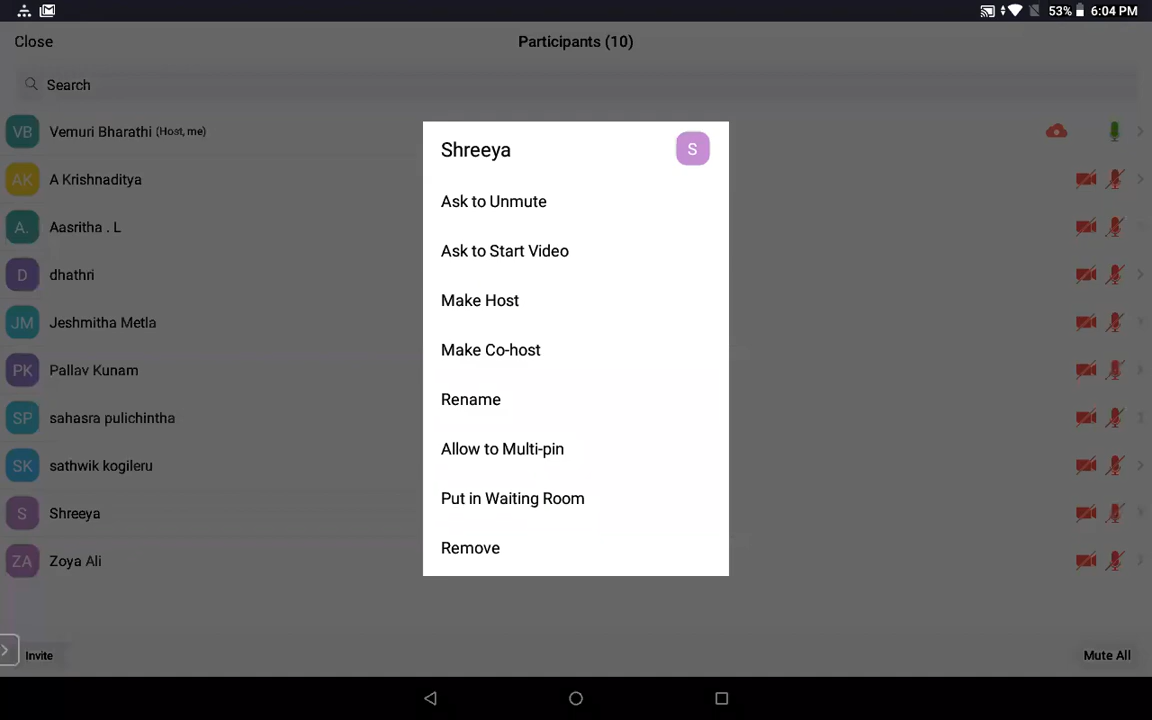 53% 6:04 PM
Close
Participants (10)
Search
VB Vemuri Bharathi (Host, me)
AK A Krishnaditya
A. Aasritha . L
D dhathri
JM Jeshmitha Metla
PK Pallav Kunam
SP sahasra pulichintha
SK sathwik kogileru
S Shreeya
ZA Zoya Ali
Shreeya S
Ask to Unmute
Ask to Start Video
Make Host
Make Co-host
Rename
Allow to Multi-pin
Put in Waiting Room
Remove
Invite
Mute All